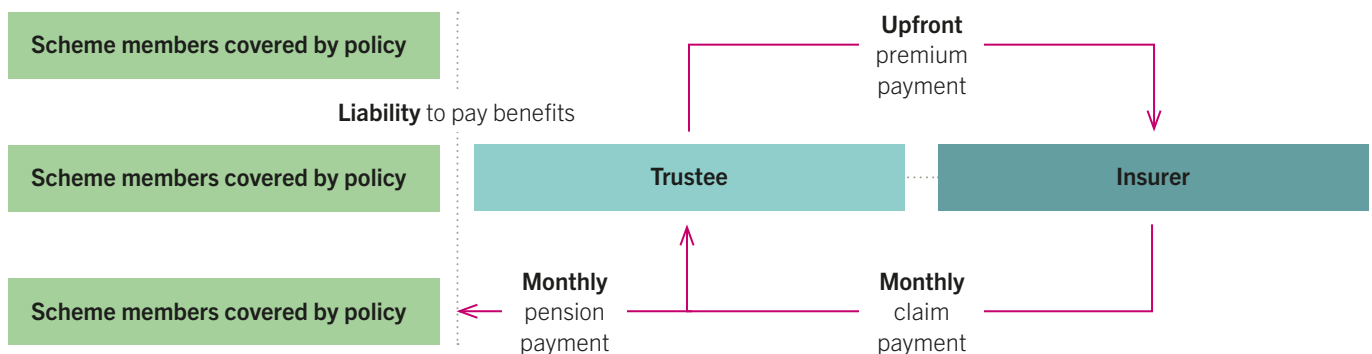 Scheme members covered by policy
Upfront
premium
payment
Liability to pay benefits
Scheme members covered by policy
Trustee
Insurer
Scheme members covered by policy
Monthly
pension
payment
Monthly
claim
payment